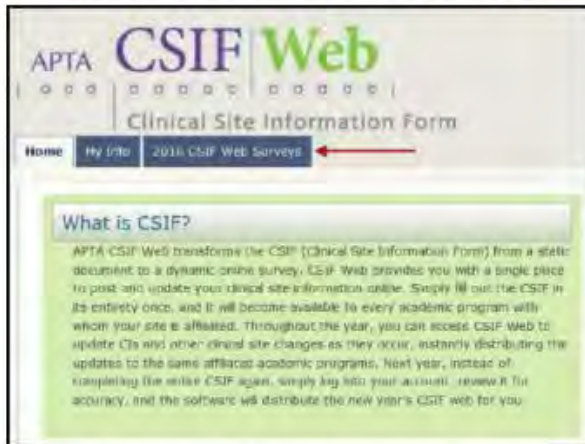 APTA CSIF Web
Clinical Site Information Form
Home My Info 2016 CSIF Web Surveys
What is CSIF?
APTA CSIF Web transforms the CSIF (Clinical Site Information Form) from a static
document to a dynamic online survey. CSIF Web provides you with a single place
to post and update your clinical site information online. Simply fill out the CSIF in
its entirety once, and it will become available to every academic program with
whom your site is affiliated. Throughout the year, you can access CSIF Web to
update CIs and other clinical site changes as they occur, instantly distributing the
updates to the same affiliated academic programs. Next year, instead of
completing the entire CSIF again, simply log into your account, review it for
accuracy, and the software will distribute the new year's CSIF web for you